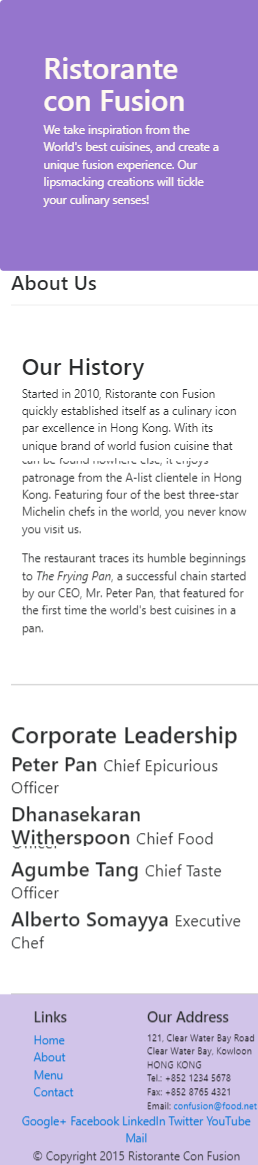 Ristorante
con Fusion
We take inspiration from the
World's best cuisines, and create a
unique fusion experience. Our
lipsmacking creations will tickle
your culinary senses!
About Us
Our History
Started in 2010, Ristorante con Fusion
quickly established itself as a culinary icon
par excellence in Hong Kong. With its
unique brand of world fusion cuisine that
can be found nowhere else, it enjoys
patronage from the A-list clientele in Hong
Kong. Featuring four of the best three-star
Michelin chefs in the world, you never know
you visit us.
The restaurant traces its humble beginnings
to The Frying Pan, a successful chain started
by our CEO, Mr. Peter Pan, that featured for
the first time the world's best cuisines in a
pan.
Corporate Leadership
Peter Pan Chief Epicurious
Officer
Dhanasekaran
Witherspoon Chief Food
Officer
Agumbe Tang Chief Taste
Officer
Alberto Somayya Executive
Chef
Links
Home
About
Menu
Contact
Our Address
121, Clear Water Bay Road
Clear Water Bay, Kowloon
HONG KONG
Tel.: +852 1234 5678
Fax: +852 8765 4321
Email: confusion@food.net
Google+ Facebook LinkedIn Twitter YouTube
Mail
© Copyright 2015 Ristorante Con Fusion